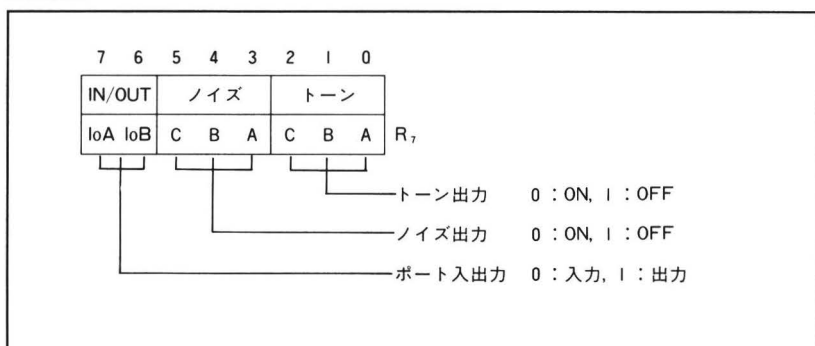 7 6 5 4 3 2 1 0
IN/OUT ノイズ トーン
IoA IoB C B A C B A R₇
トーン出力 0：ON, 1：OFF
ノイズ出力 0：ON, 1：OFF
ポート入出力 0：入力, 1：出力